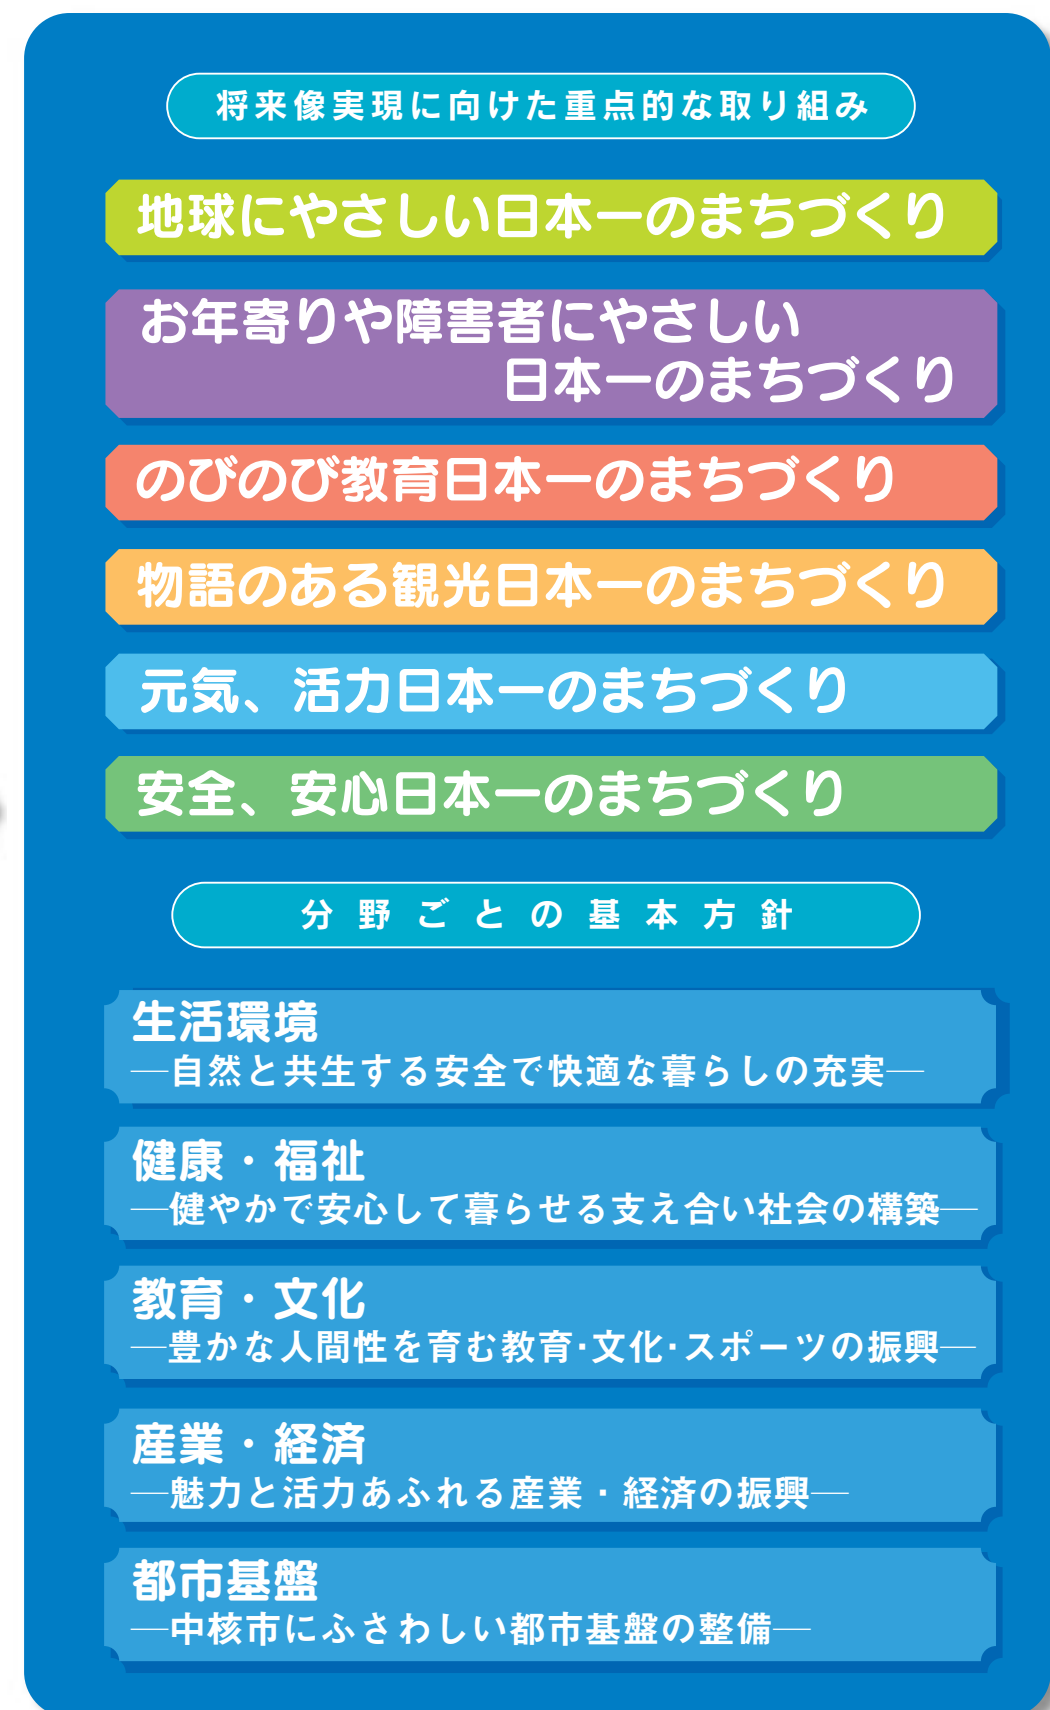 将来像実現に向けた重点的な取り組み
地球にやさしい日本一のまちづくり
お年寄りや障害者にやさしい
日本一のまちづくり
のびのび教育日本一のまちづくり
物語のある観光日本一のまちづくり
元気、活力日本一のまちづくり
安全、安心日本一のまちづくり
分野ごとの基本方針
生活環境
―自然と共生する安全で快適な暮らしの充実―
健康・福祉
―健やかで安心して暮らせる支え合い社会の構築―
教育・文化
―豊かな人間性を育む教育・文化・スポーツの振興―
産業・経済
―魅力と活力あふれる産業・経済の振興―
都市基盤
―中核市にふさわしい都市基盤の整備―